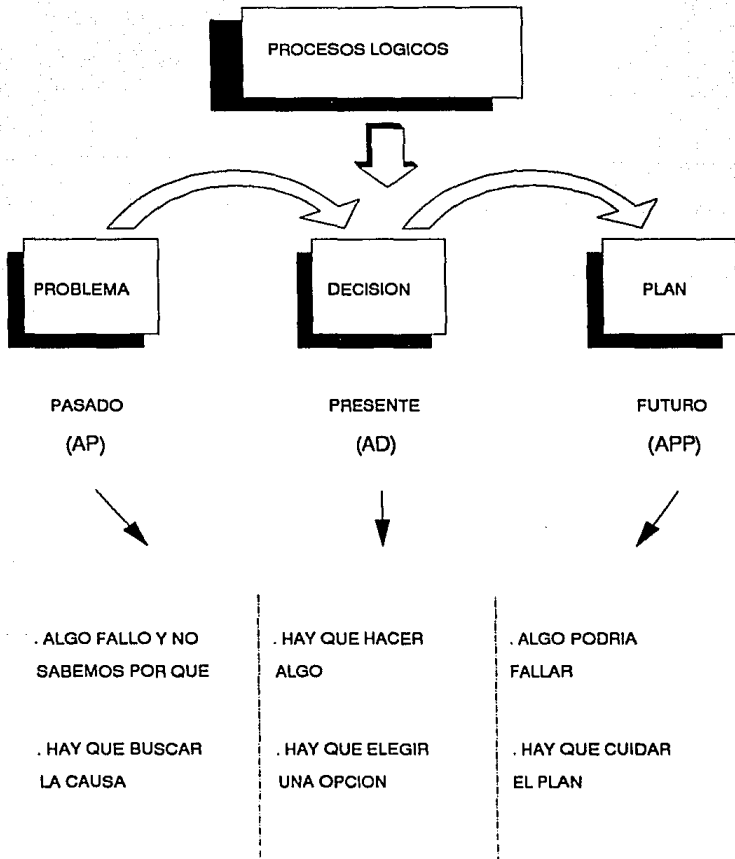 PROCESOS LOGICOS
PROBLEMA
DECISION
PLAN
PASADO
(AP)
PRESENTE
(AD)
FUTURO
(APP)
. ALGO FALLO Y NO
SABEMOS POR QUE
. HAY QUE BUSCAR
LA CAUSA
. HAY QUE HACER
ALGO
. HAY QUE ELEGIR
UNA OPCION
. ALGO PODRIA
FALLAR
. HAY QUE CUIDAR
EL PLAN